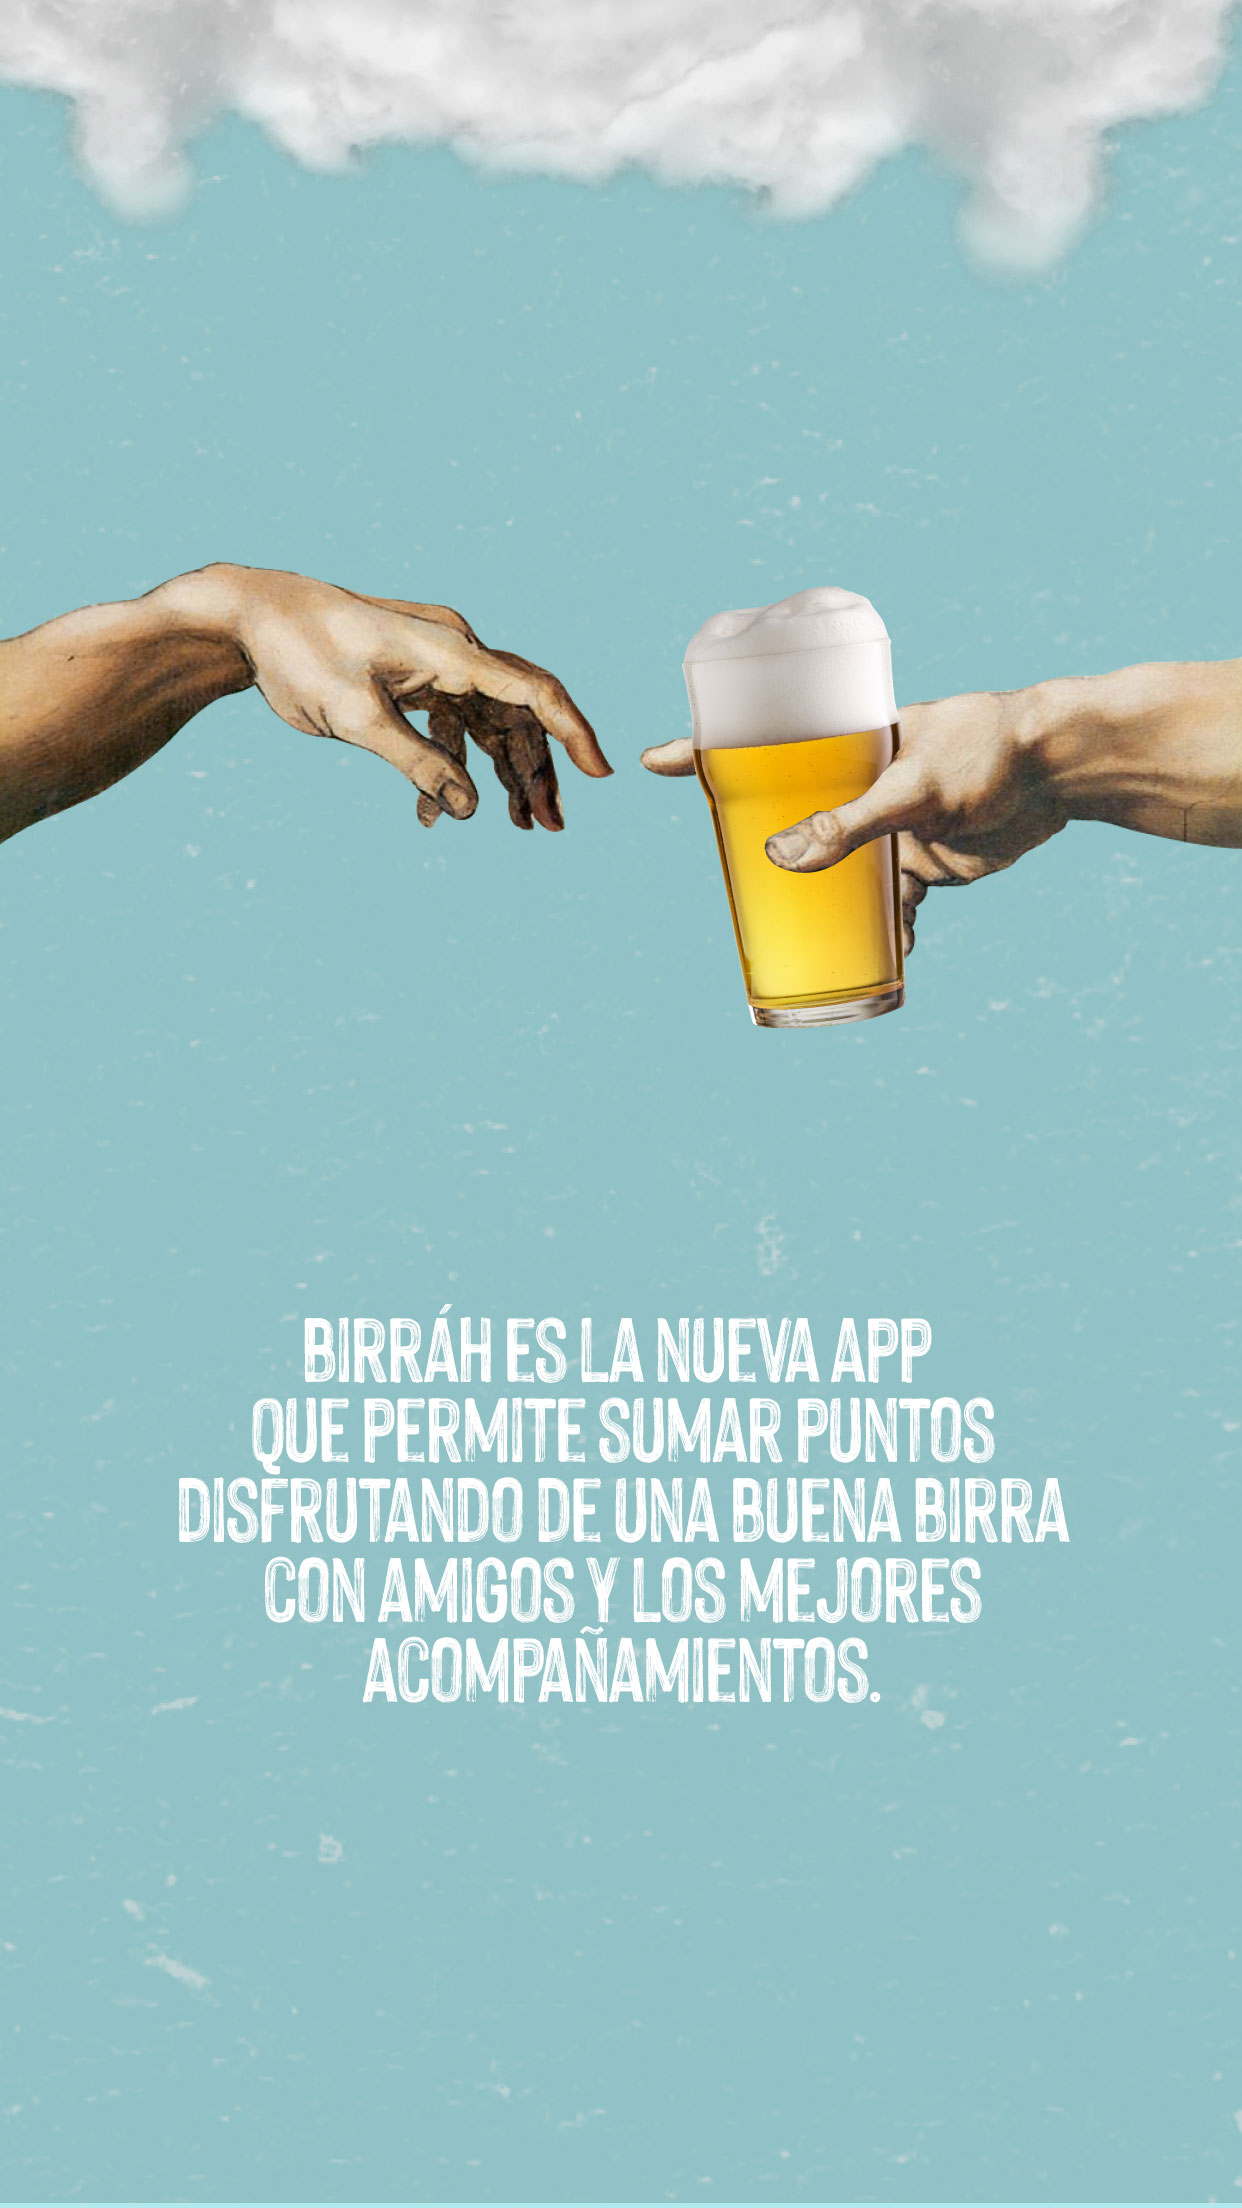 BIRRÁH ES LA NUEVA APP
QUE PERMITE SUMAR PUNTOS
DISFRUTANDO DE UNA BUENA BIRRA
CON AMIGOS Y LOS MEJORES
ACOMPAÑAMIENTOS.